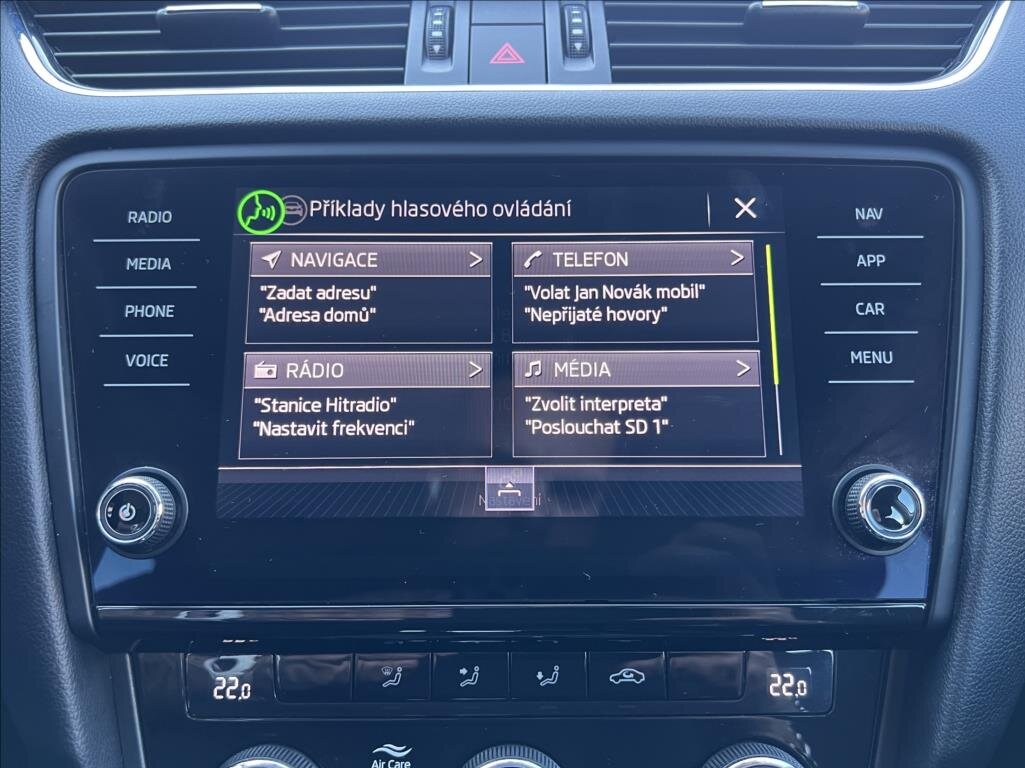 Příklady hlasového ovládání
NAVIGACE
"Zadat adresu"
"Adresa domů"
TELEFON
"Volat Jan Novák mobil"
"Nepřijaté hovory"
RÁDIO
"Stanice Hitradio"
"Nastavit frekvenci"
MÉDIA
"Zvolit interpreta"
"Poslouchat SD 1"
Nastavení
RADIO
MEDIA
PHONE
VOICE
NAV
APP
CAR
MENU
22.0
22.0
Air Care